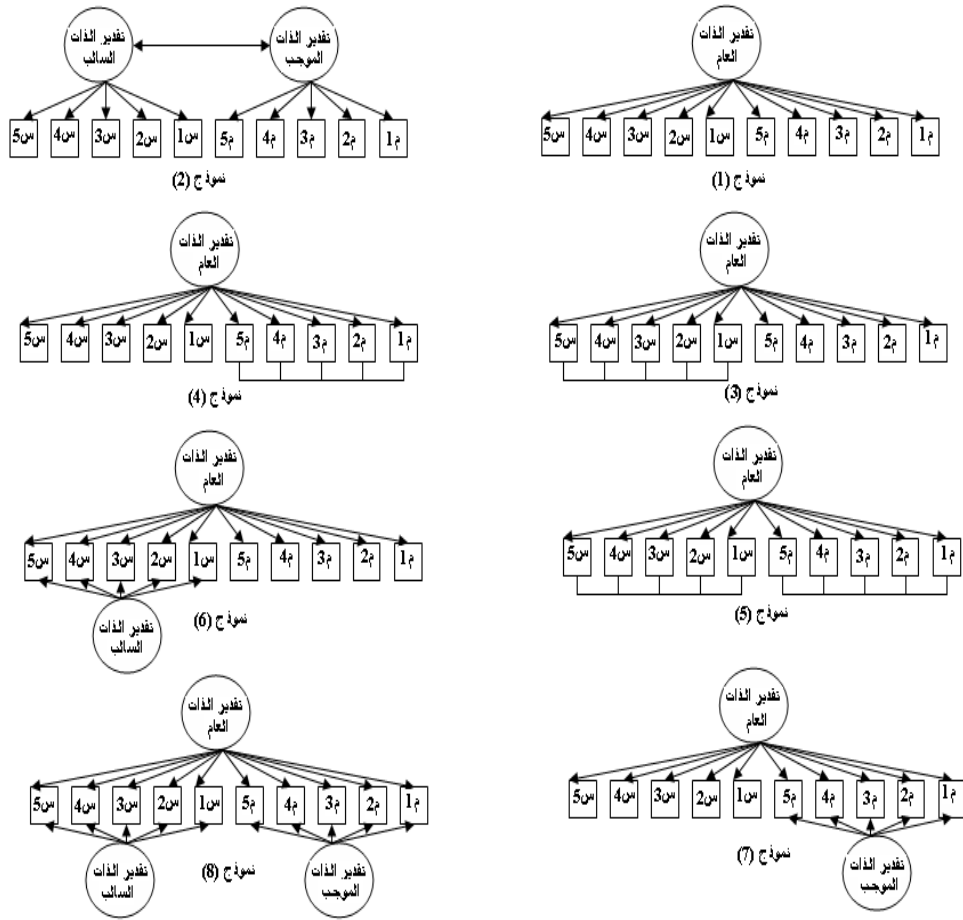 تقدير الذات
العام
م1 م2 م3 م4 م5 س1 س2 س3 س4 س5
نموذج (1)
تقدير الذات
الموجب
تقدير الذات
السالب
م1 م2 م3 م4 م5 س1 س2 س3 س4 س5
نموذج (2)
تقدير الذات
العام
م1 م2 م3 م4 م5 س1 س2 س3 س4 س5
نموذج (3)
تقدير الذات
العام
م1 م2 م3 م4 م5 س1 س2 س3 س4 س5
نموذج (4)
تقدير الذات
العام
م1 م2 م3 م4 م5 س1 س2 س3 س4 س5
نموذج (5)
تقدير الذات
العام
م1 م2 م3 م4 م5 س1 س2 س3 س4 س5
نموذج (6)
تقدير الذات
السالب
تقدير الذات
العام
م1 م2 م3 م4 م5 س1 س2 س3 س4 س5
نموذج (7)
تقدير الذات
الموجب
تقدير الذات
العام
م1 م2 م3 م4 م5 س1 س2 س3 س4 س5
تقدير الذات
الموجب
نموذج (8)
تقدير الذات
السالب